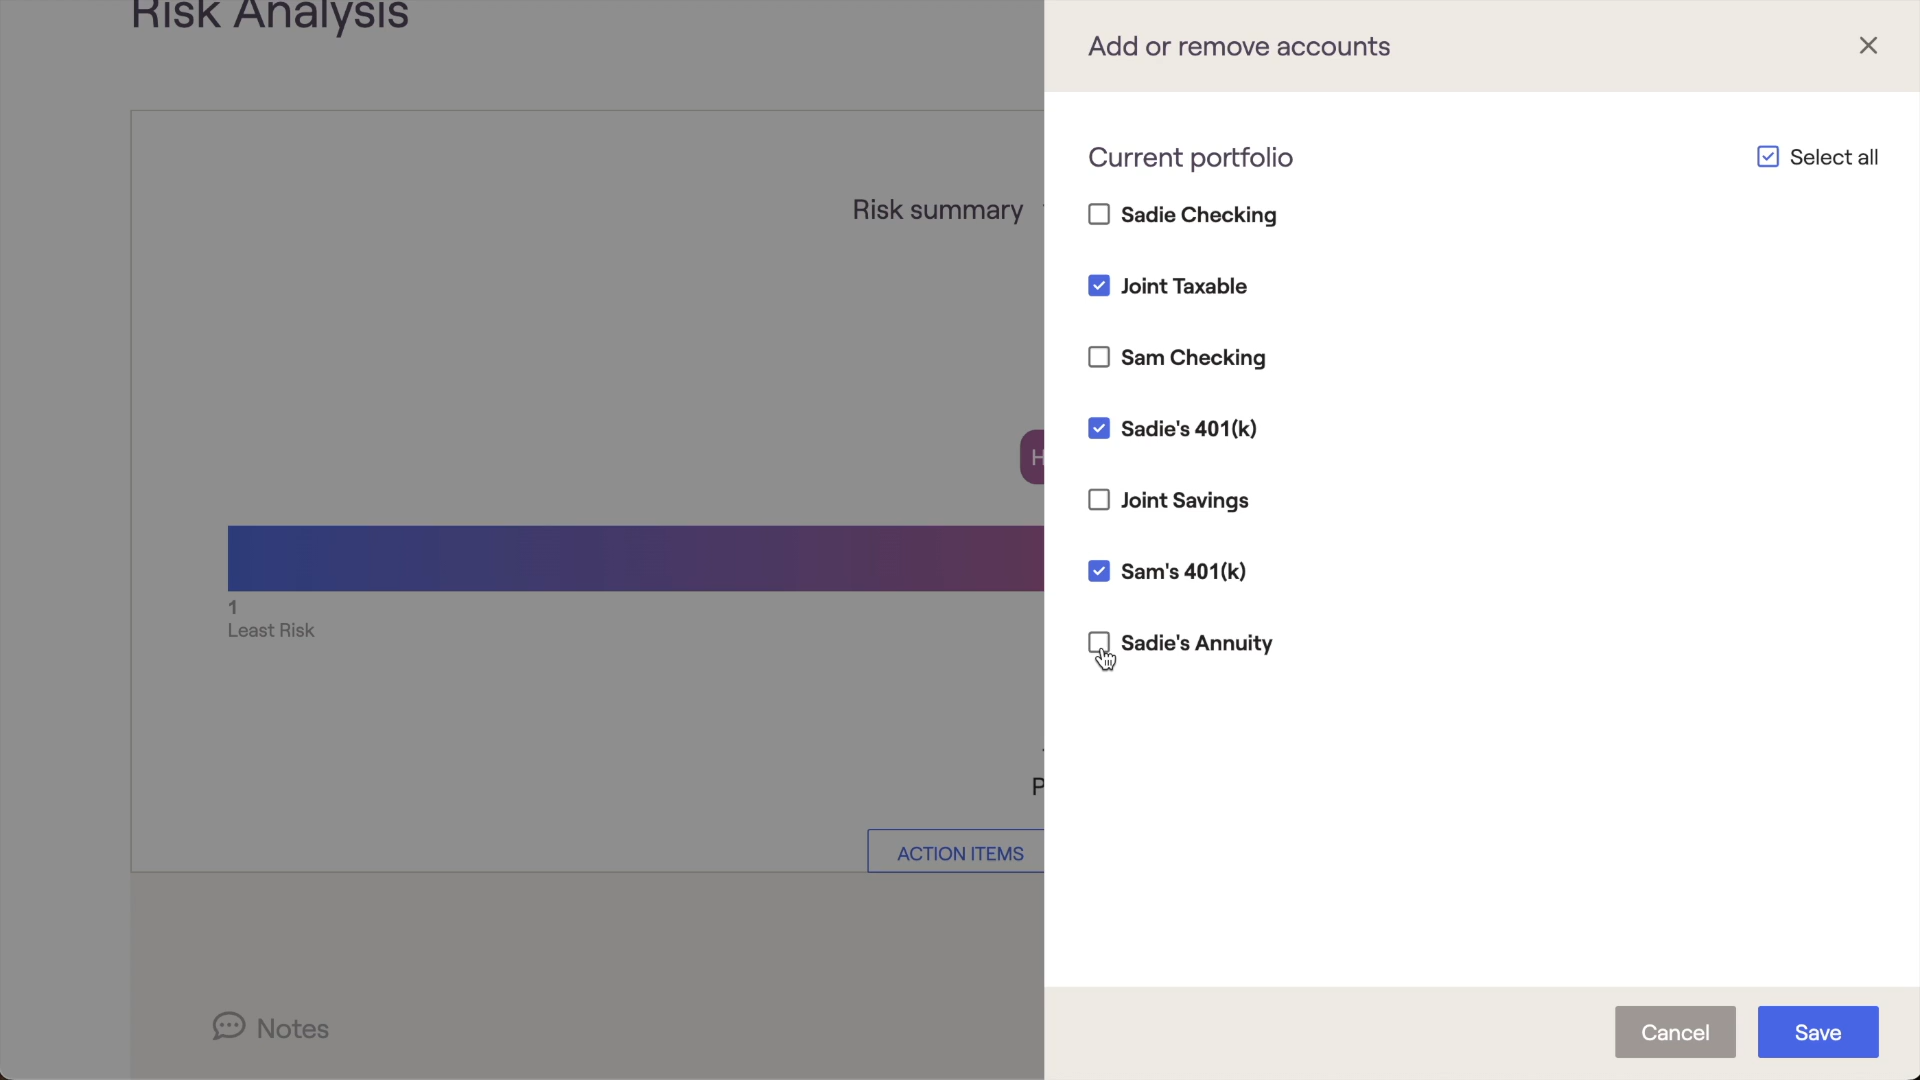 Risk Analysis
Add or remove accounts
Current portfolio
Select all
Sadie Checking
Risk summary
Joint Taxable
Sam Checking
Sadie's 401(k)
H
Joint Savings
Sam's 401(k)
1
Least Risk
Sadie's Annuity
P
ACTION ITEMS
Notes
Cancel
Save